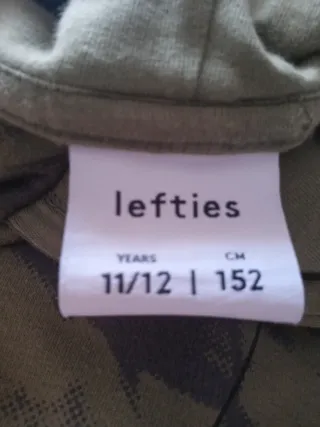 lefties
YEARS CM
11/12 | 152